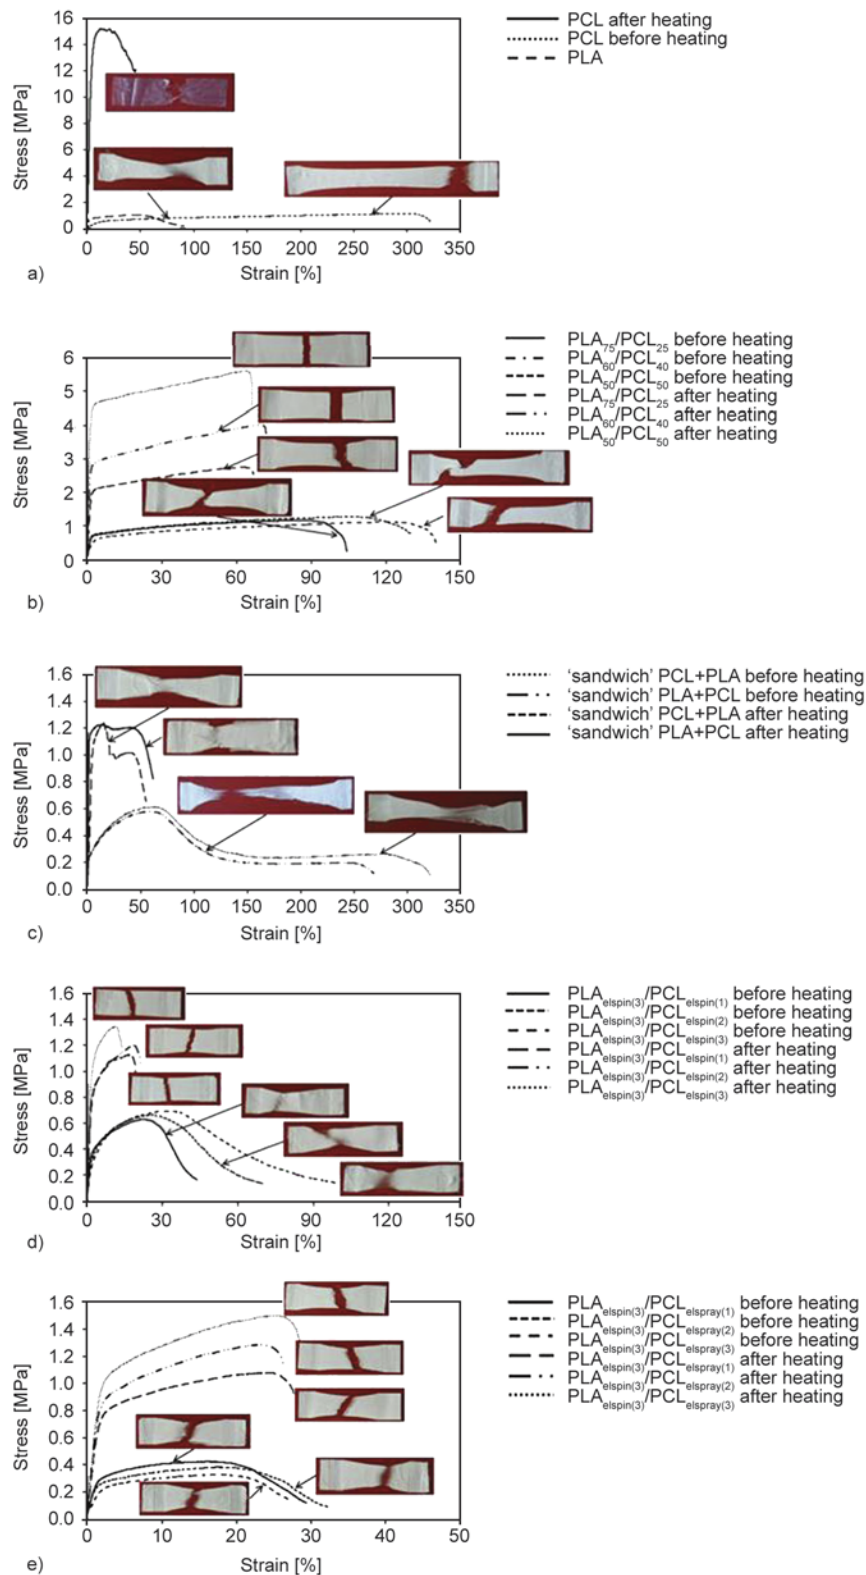 16
14
12
10
8
6
4
2
0
Stress [MPa]
0 50 100 150 200 250 300 350
Strain [%]
a)
PCL after heating
PCL before heating
PLA
6
5
4
3
2
1
0
Stress [MPa]
0 30 60 90 120 150
Strain [%]
b)
PLA75/PCL25 before heating
PLA60/PCL40 before heating
PLA50/PCL50 before heating
PLA75/PCL25 after heating
PLA60/PCL40 after heating
PLA50/PCL50 after heating
1.6
1.4
1.2
1.0
0.8
0.6
0.4
0.2
0.0
Stress [MPa]
0 50 100 150 200 250 300 350
Strain [%]
c)
'sandwich' PCL+PLA before heating
'sandwich' PLA+PCL before heating
'sandwich' PCL+PLA after heating
'sandwich' PLA+PCL after heating
1.6
1.4
1.2
1.0
0.8
0.6
0.4
0.2
0.0
Stress [MPa]
0 30 60 90 120 150
Strain [%]
d)
PLAelspin(3)/PCLelspin(1) before heating
PLAelspin(3)/PCLelspin(2) before heating
PLAelspin(3)/PCLelspin(3) before heating
PLAelspin(3)/PCLelspin(1) after heating
PLAelspin(3)/PCLelspin(2) after heating
PLAelspin(3)/PCLelspin(3) after heating
1.6
1.4
1.2
1.0
0.8
0.6
0.4
0.2
0.0
Stress [MPa]
0 10 20 30 40 50
Strain [%]
e)
PLAelspin(3)/PCLelspray(1) before heating
PLAelspin(3)/PCLelspray(2) before heating
PLAelspin(3)/PCLelspray(3) before heating
PLAelspin(3)/PCLelspray(1) after heating
PLAelspin(3)/PCLelspray(2) after heating
PLAelspin(3)/PCLelspray(3) after heating